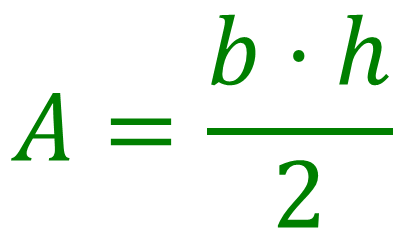 A = b · h / 2